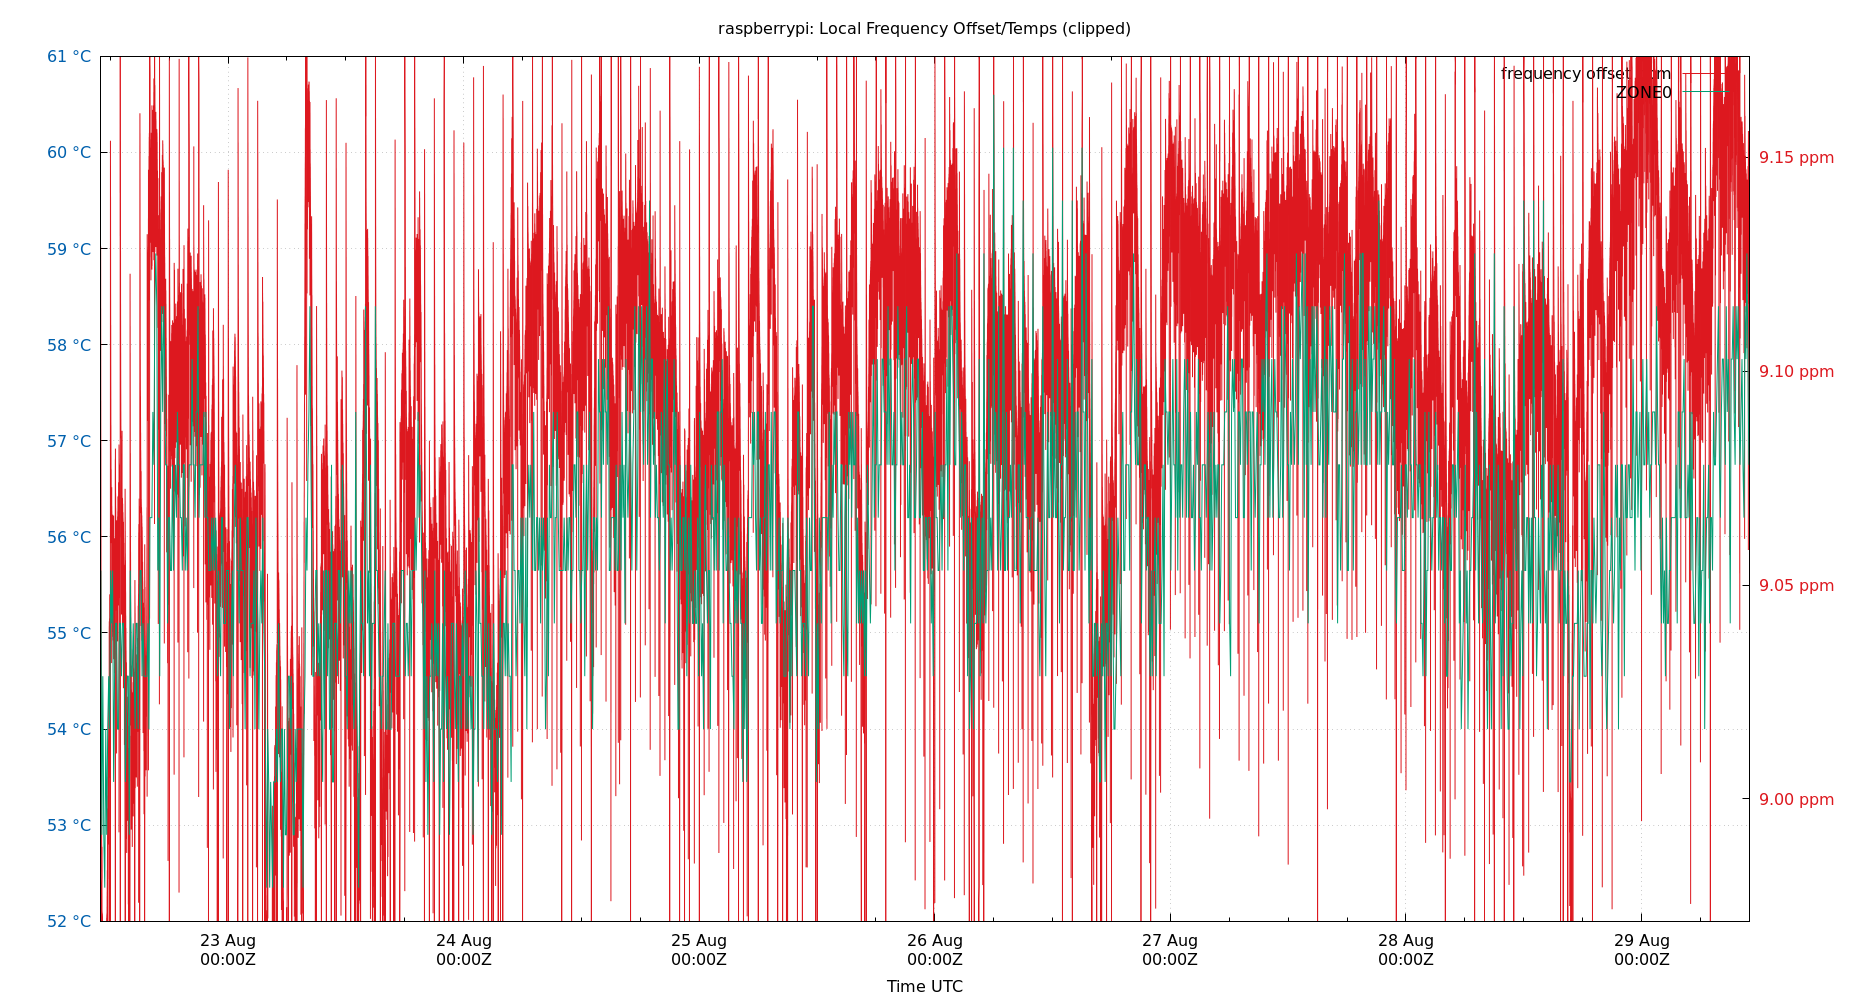 raspberrypi: Local Frequency Offset/Temps (clipped)
61 °C
60 °C
59 °C
58 °C
57 °C
56 °C
55 °C
54 °C
53 °C
52 °C
frequency offset
ZONE0
9.15 ppm
9.10 ppm
9.05 ppm
9.00 ppm
23 Aug
00:00Z
24 Aug
00:00Z
25 Aug
00:00Z
26 Aug
00:00Z
27 Aug
00:00Z
28 Aug
00:00Z
29 Aug
00:00Z
Time UTC